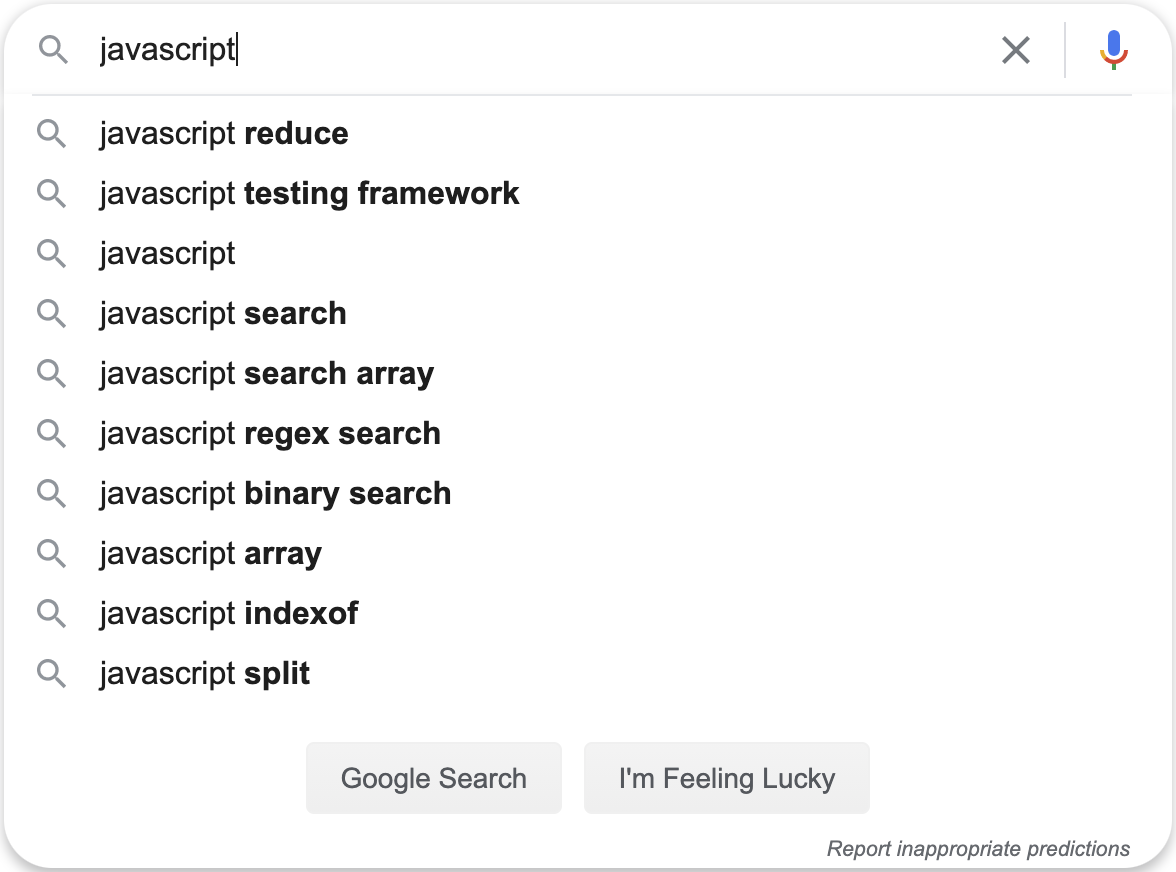 javascript
javascript reduce
javascript testing framework
javascript
javascript search
javascript search array
javascript regex search
javascript binary search
javascript array
javascript indexof
javascript split
Google Search
I'm Feeling Lucky
Report inappropriate predictions